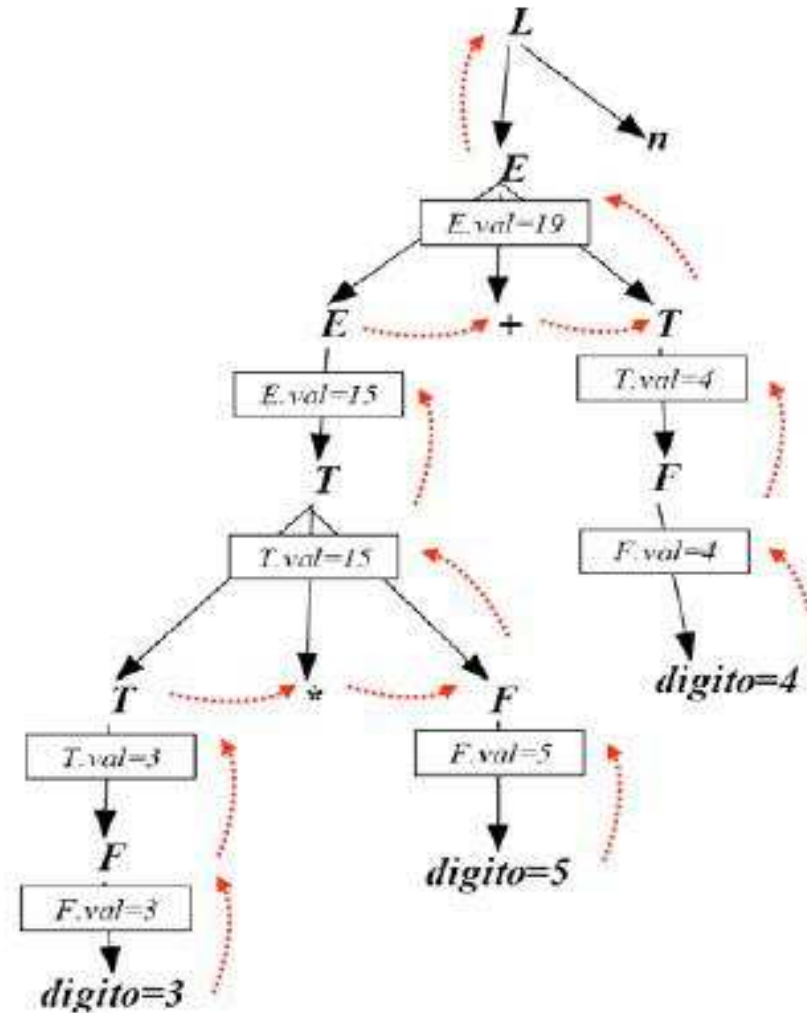 L
n
E
E.val=19
E + T
E.val=15 T.val=4
T F
T.val=15 F.val=4
digito=4
T * F
T.val=3 F.val=5
F digito=5
F.val=3
digito=3